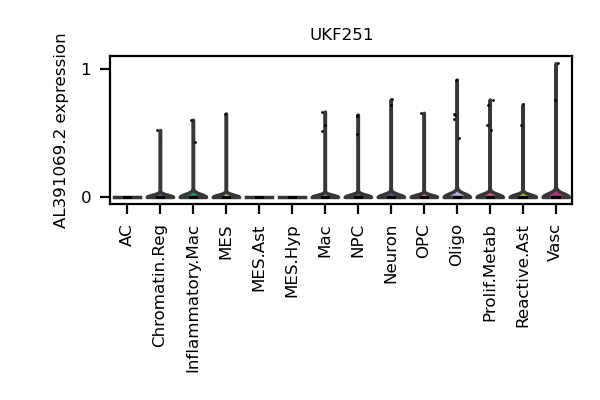 UKF251
AL391069.2 expression
1
0
AC
Chromatin.Reg
Inflammatory.Mac
MES
MES.Ast
MES.Hyp
Mac
NPC
Neuron
OPC
Oligo
Prolif.Metab
Reactive.Ast
Vasc